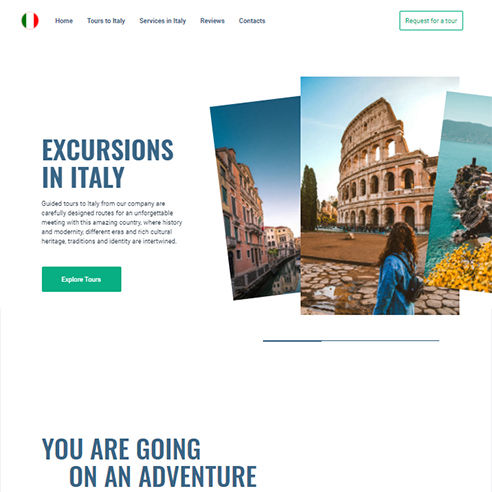 Home Tours to Italy Services in Italy Reviews Contacts Request for a tour
EXCURSIONS
IN ITALY
Guided tours to Italy from our company are
carefully designed routes for an unforgettable
meeting with this amazing country, where history
and modernity, different eras and rich cultural
heritage, traditions and identity are intertwined.
Explore Tours
YOU ARE GOING
ON AN ADVENTURE